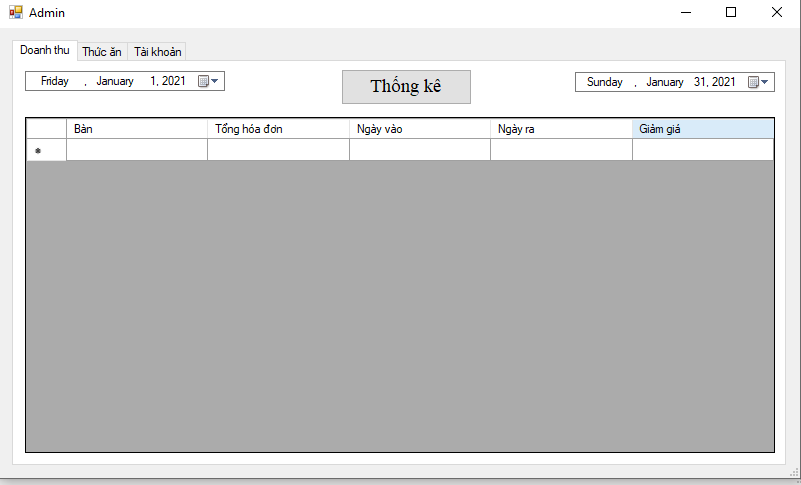 Admin
Doanh thu Thức ăn Tài khoản
Friday , January 1, 2021 Thống kê Sunday , January 31, 2021
Bàn Tổng hóa đơn Ngày vào Ngày ra Giảm giá